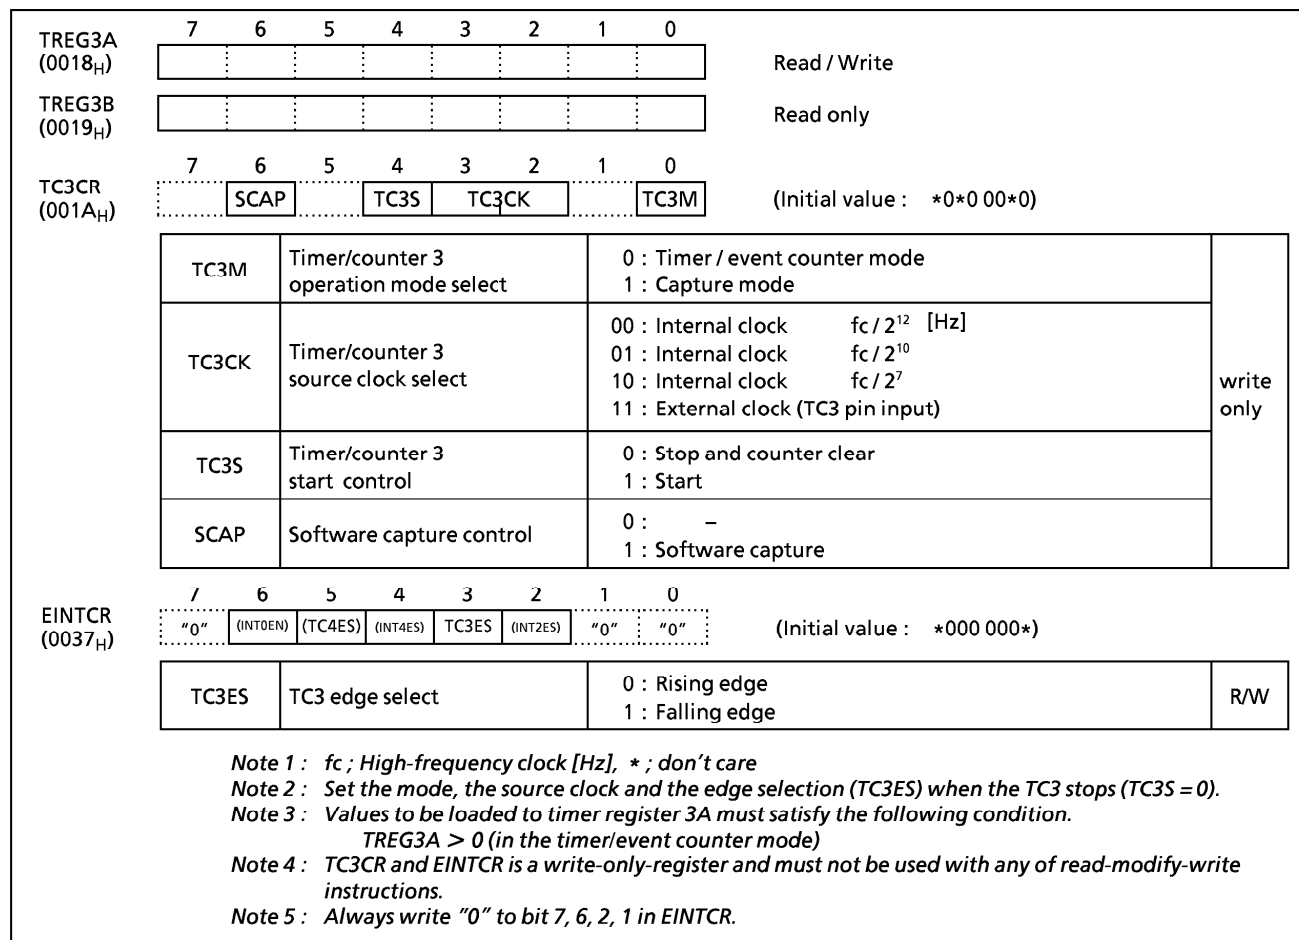 7 6 5 4 3 2 1 0
TREG3A
(0018H)
Read / Write
TREG3B
(0019H)
Read only
7 6 5 4 3 2 1 0
TC3CR
(001AH)
SCAP TC3S TC3CK TC3M
(Initial value : *0*0 00*0)
TC3M
Timer/counter 3
operation mode select
0 : Timer / event counter mode
1 : Capture mode
TC3CK
Timer/counter 3
source clock select
00 : Internal clock fc / 2¹² [Hz]
01 : Internal clock fc / 2¹⁰
10 : Internal clock fc / 2⁷
11 : External clock (TC3 pin input)
TC3S
Timer/counter 3
start control
0 : Stop and counter clear
1 : Start
SCAP
Software capture control
0 : –
1 : Software capture
write
only
7 6 5 4 3 2 1 0
EINTCR
(0037H)
"0" (INT0EN) (TC4ES) (INT4ES) TC3ES (INT2ES) "0" "0"
(Initial value : *000 000*)
TC3ES
TC3 edge select
0 : Rising edge
1 : Falling edge
R/W
Note 1 : fc ; High-frequency clock [Hz], * ; don't care
Note 2 : Set the mode, the source clock and the edge selection (TC3ES) when the TC3 stops (TC3S = 0).
Note 3 : Values to be loaded to timer register 3A must satisfy the following condition.
TREG3A > 0 (in the timer/event counter mode)
Note 4 : TC3CR and EINTCR is a write-only-register and must not be used with any of read-modify-write
instructions.
Note 5 : Always write "0" to bit 7, 6, 2, 1 in EINTCR.